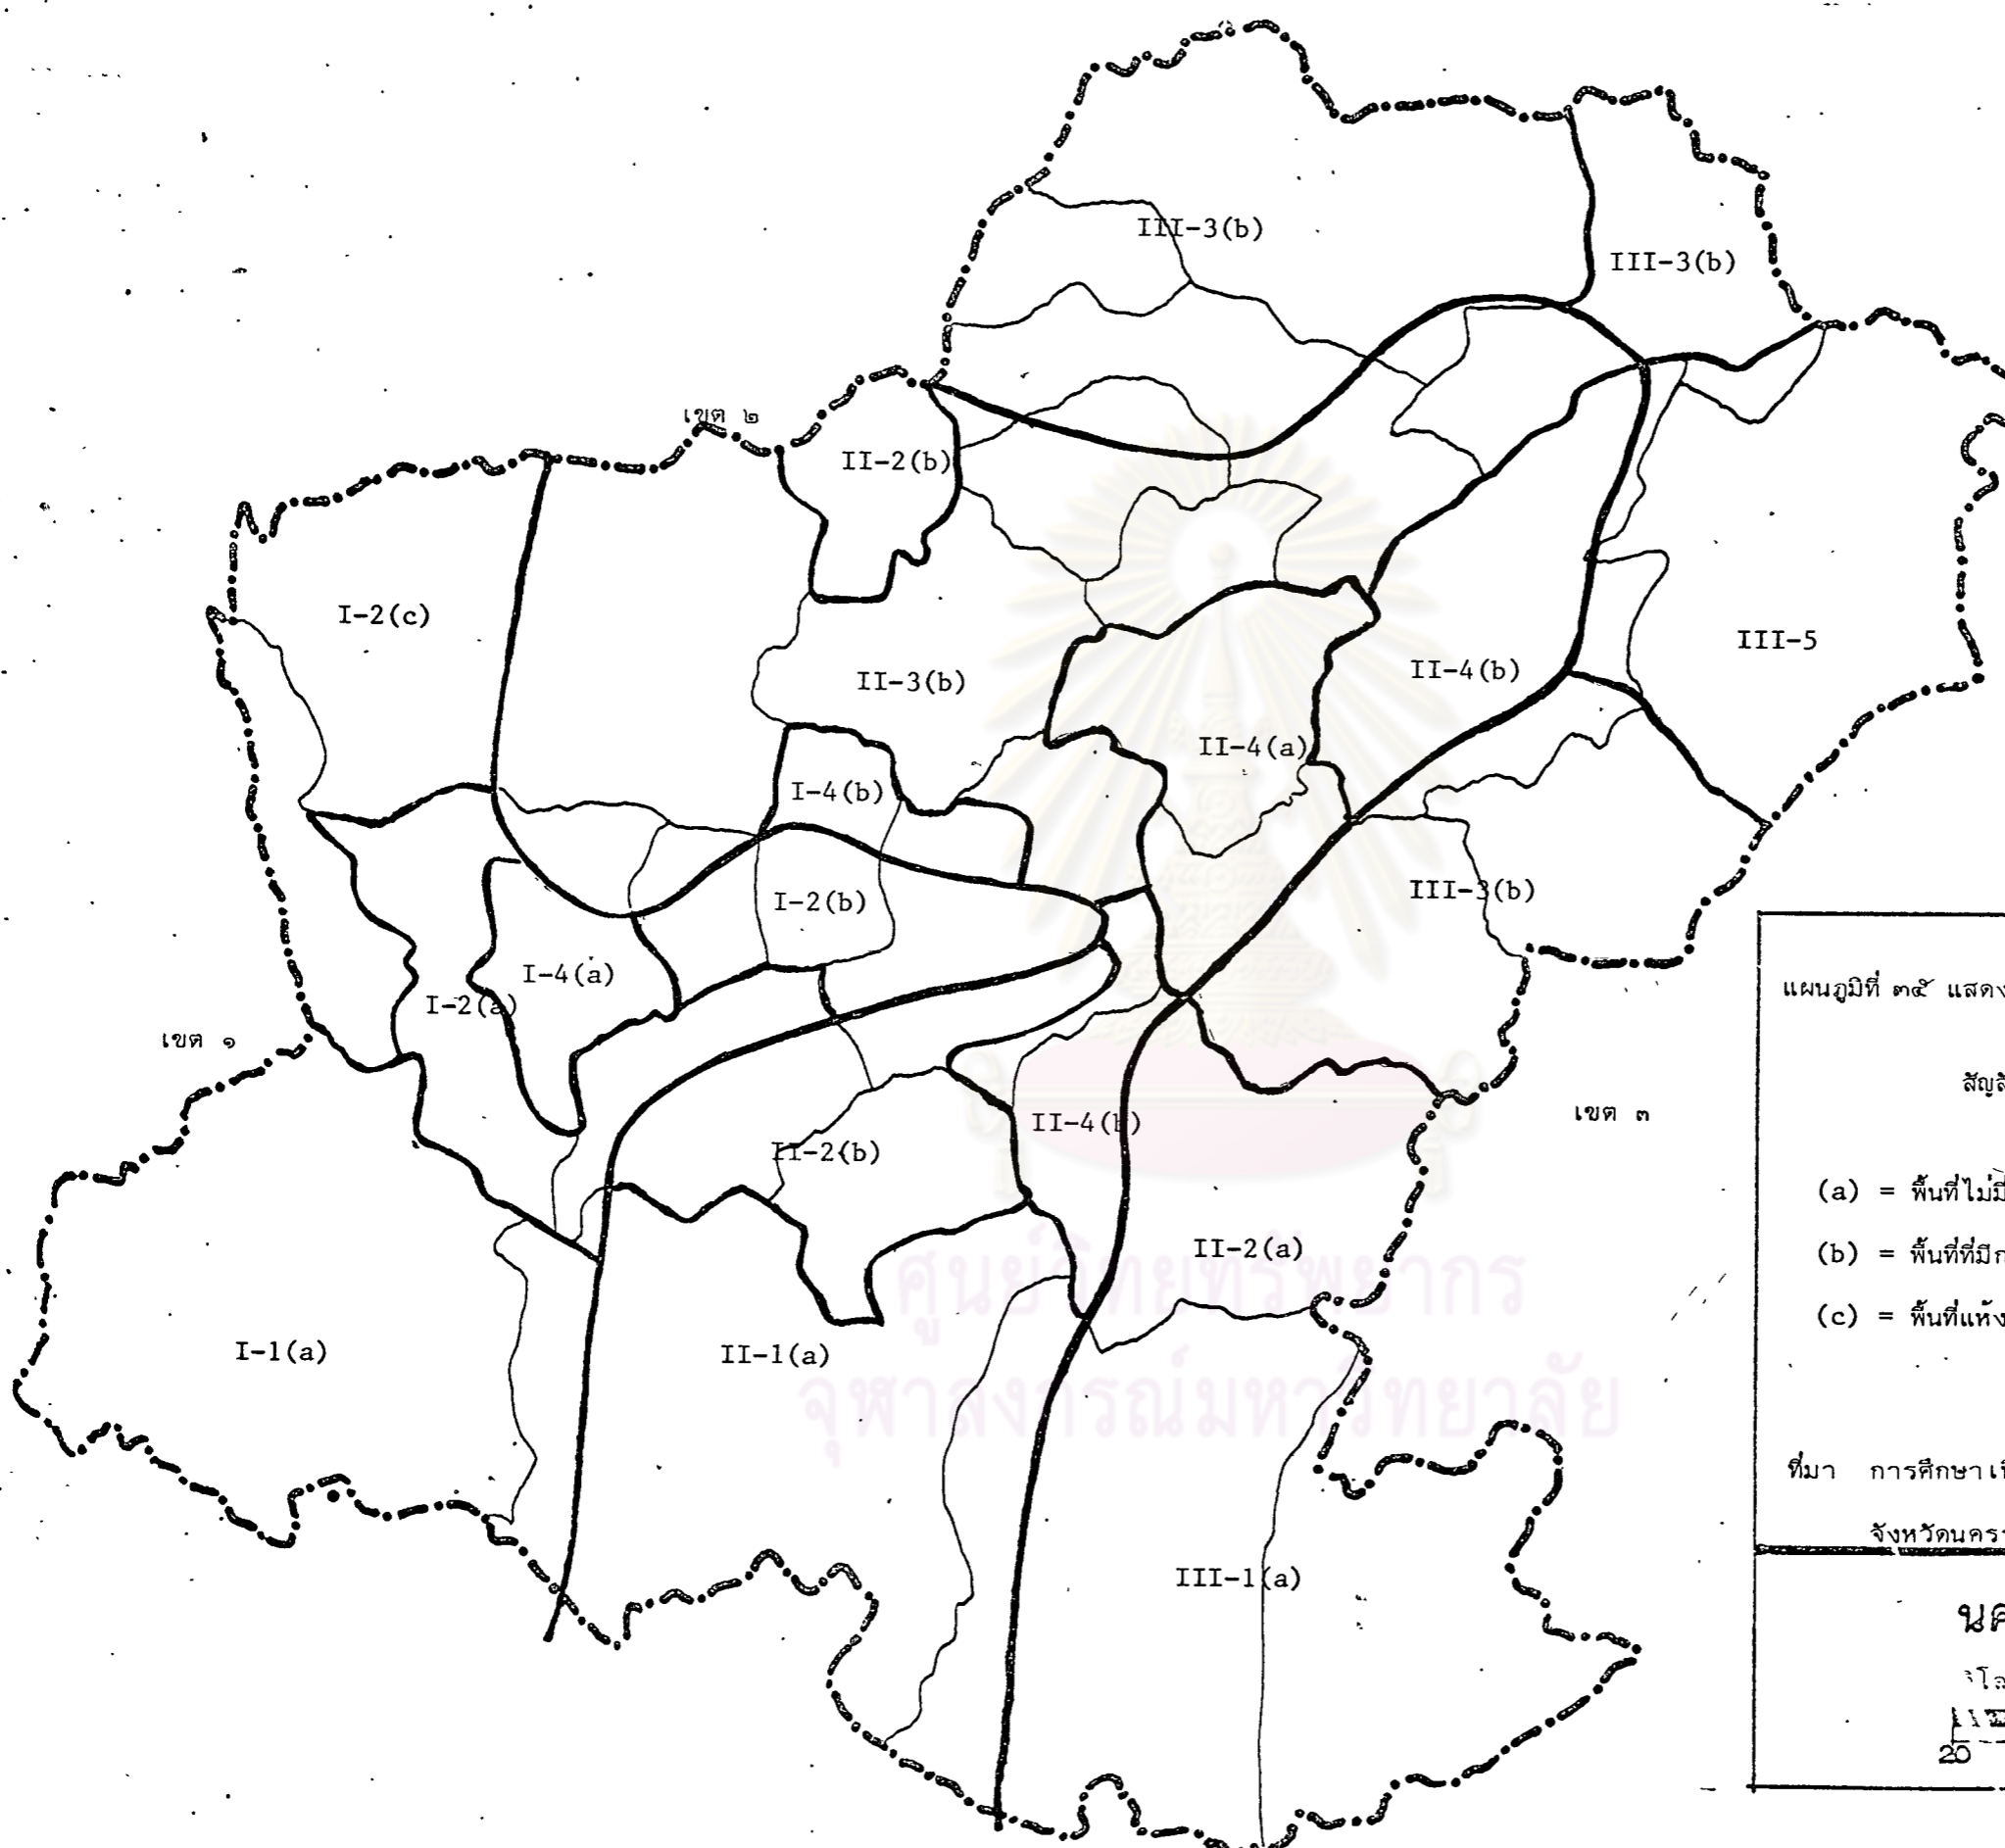 III-3(b)
III-3(b)
เขต ๒
II-2(b)
I-2(c)
III-5
II-3(b)
II-4(b)
II-4(a)
I-4(b)
III-3(b)
I-2(b)
I-4(a)
I-2(a)
เขต ๑
แผนภูมิที่ ๓๕ แสดง
เขต ๓
II-4(b)
II-2(b)
(a) = พื้นที่ไม่มี
II-2(a)
(b) = พื้นที่ที่มีก
(c) = พื้นที่แห้ง
I-1(a)
II-1(a)
ศูนย์วิทยทรัพยากร
จุฬาลงกรณ์มหาวิทยาลัย
ที่มา การศึกษาเ
จังหวัดนคร
III-1(a)
นค
20